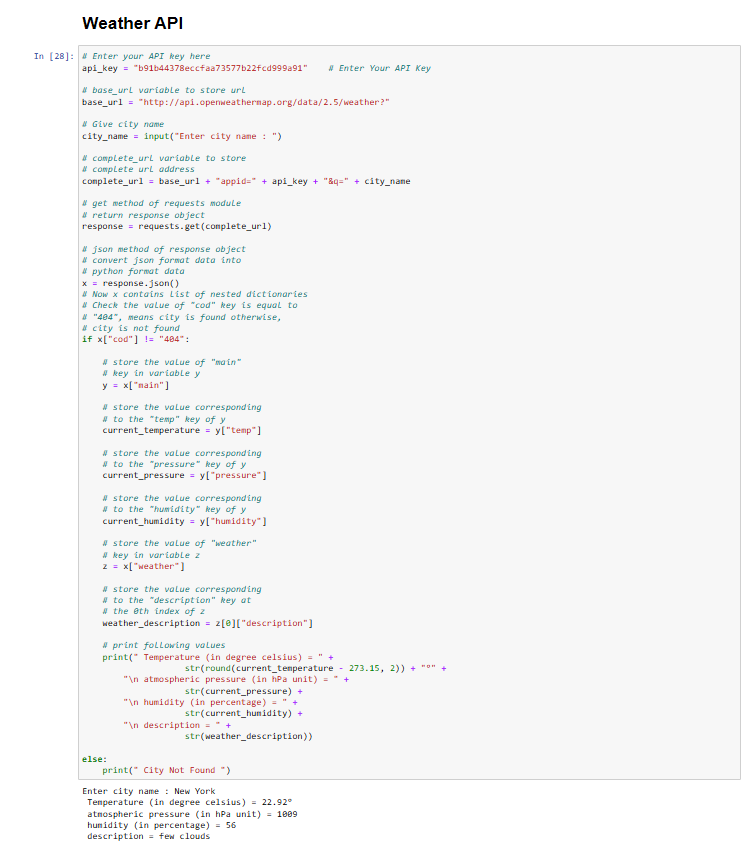 Weather API
In [28]: # Enter your API key here
api_key = "b91b44378eccfaa73577b22fcd999a91"    # Enter Your API Key
# base_url variable to store url
base_url = "http://api.openweathermap.org/data/2.5/weather?"
# Give city name
city_name = input("Enter city name : ")
# complete_url variable to store
# complete url address
complete_url = base_url + "appid=" + api_key + "&q=" + city_name
# get method of requests module
# return response object
response = requests.get(complete_url)
# json method of response object
# convert json format data into
# python format data
x = response.json()
# Now x contains list of nested dictionaries
# Check the value of "cod" key is equal to
# "404", means city is found otherwise,
# city is not found
if x["cod"] != "404":
    # store the value of "main"
    # key in variable y
    y = x["main"]
    # store the value corresponding
    # to the "temp" key of y
    current_temperature = y["temp"]
    # store the value corresponding
    # to the "pressure" key of y
    current_pressure = y["pressure"]
    # store the value corresponding
    # to the "humidity" key of y
    current_humidity = y["humidity"]
    # store the value of "weather"
    # key in variable z
    z = x["weather"]
    # store the value corresponding
    # to the "description" key at
    # the 0th index of z
    weather_description = z[0]["description"]
    # print following values
    print(" Temperature (in degree celsius) = " +
                    str(round(current_temperature - 273.15, 2)) + "°" +
        "\n atmospheric pressure (in hPa unit) = " +
                    str(current_pressure) +
        "\n humidity (in percentage) = " +
                    str(current_humidity) +
        "\n description = " +
                    str(weather_description))
else:
    print(" City Not Found ")
Enter city name : New York
 Temperature (in degree celsius) = 22.92°
 atmospheric pressure (in hPa unit) = 1009
 humidity (in percentage) = 56
 description = few clouds